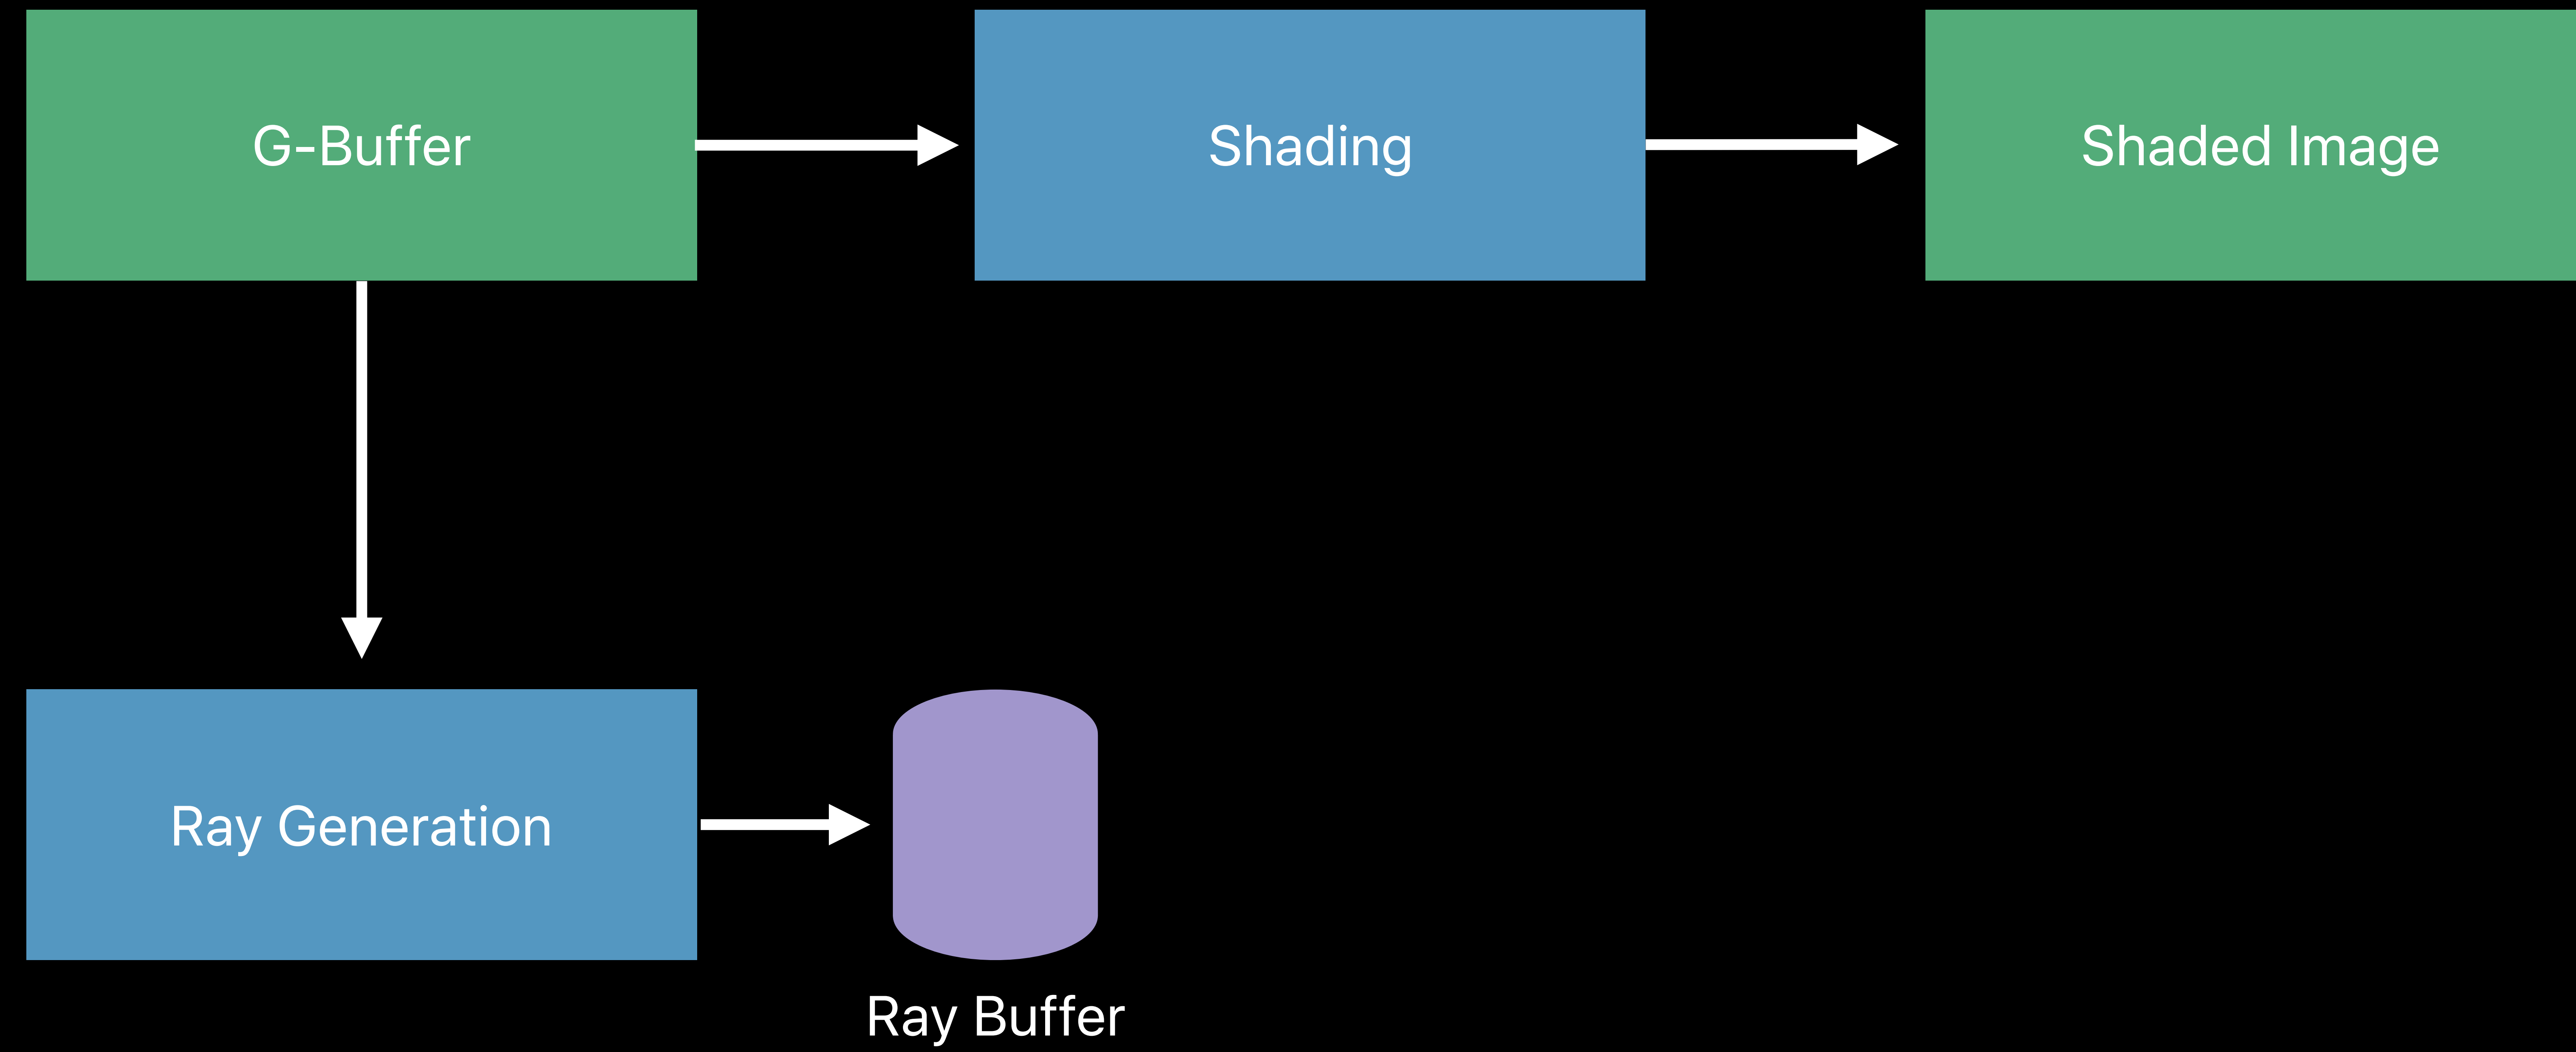 G-Buffer
Shading
Shaded Image
Ray Generation
Ray Buffer